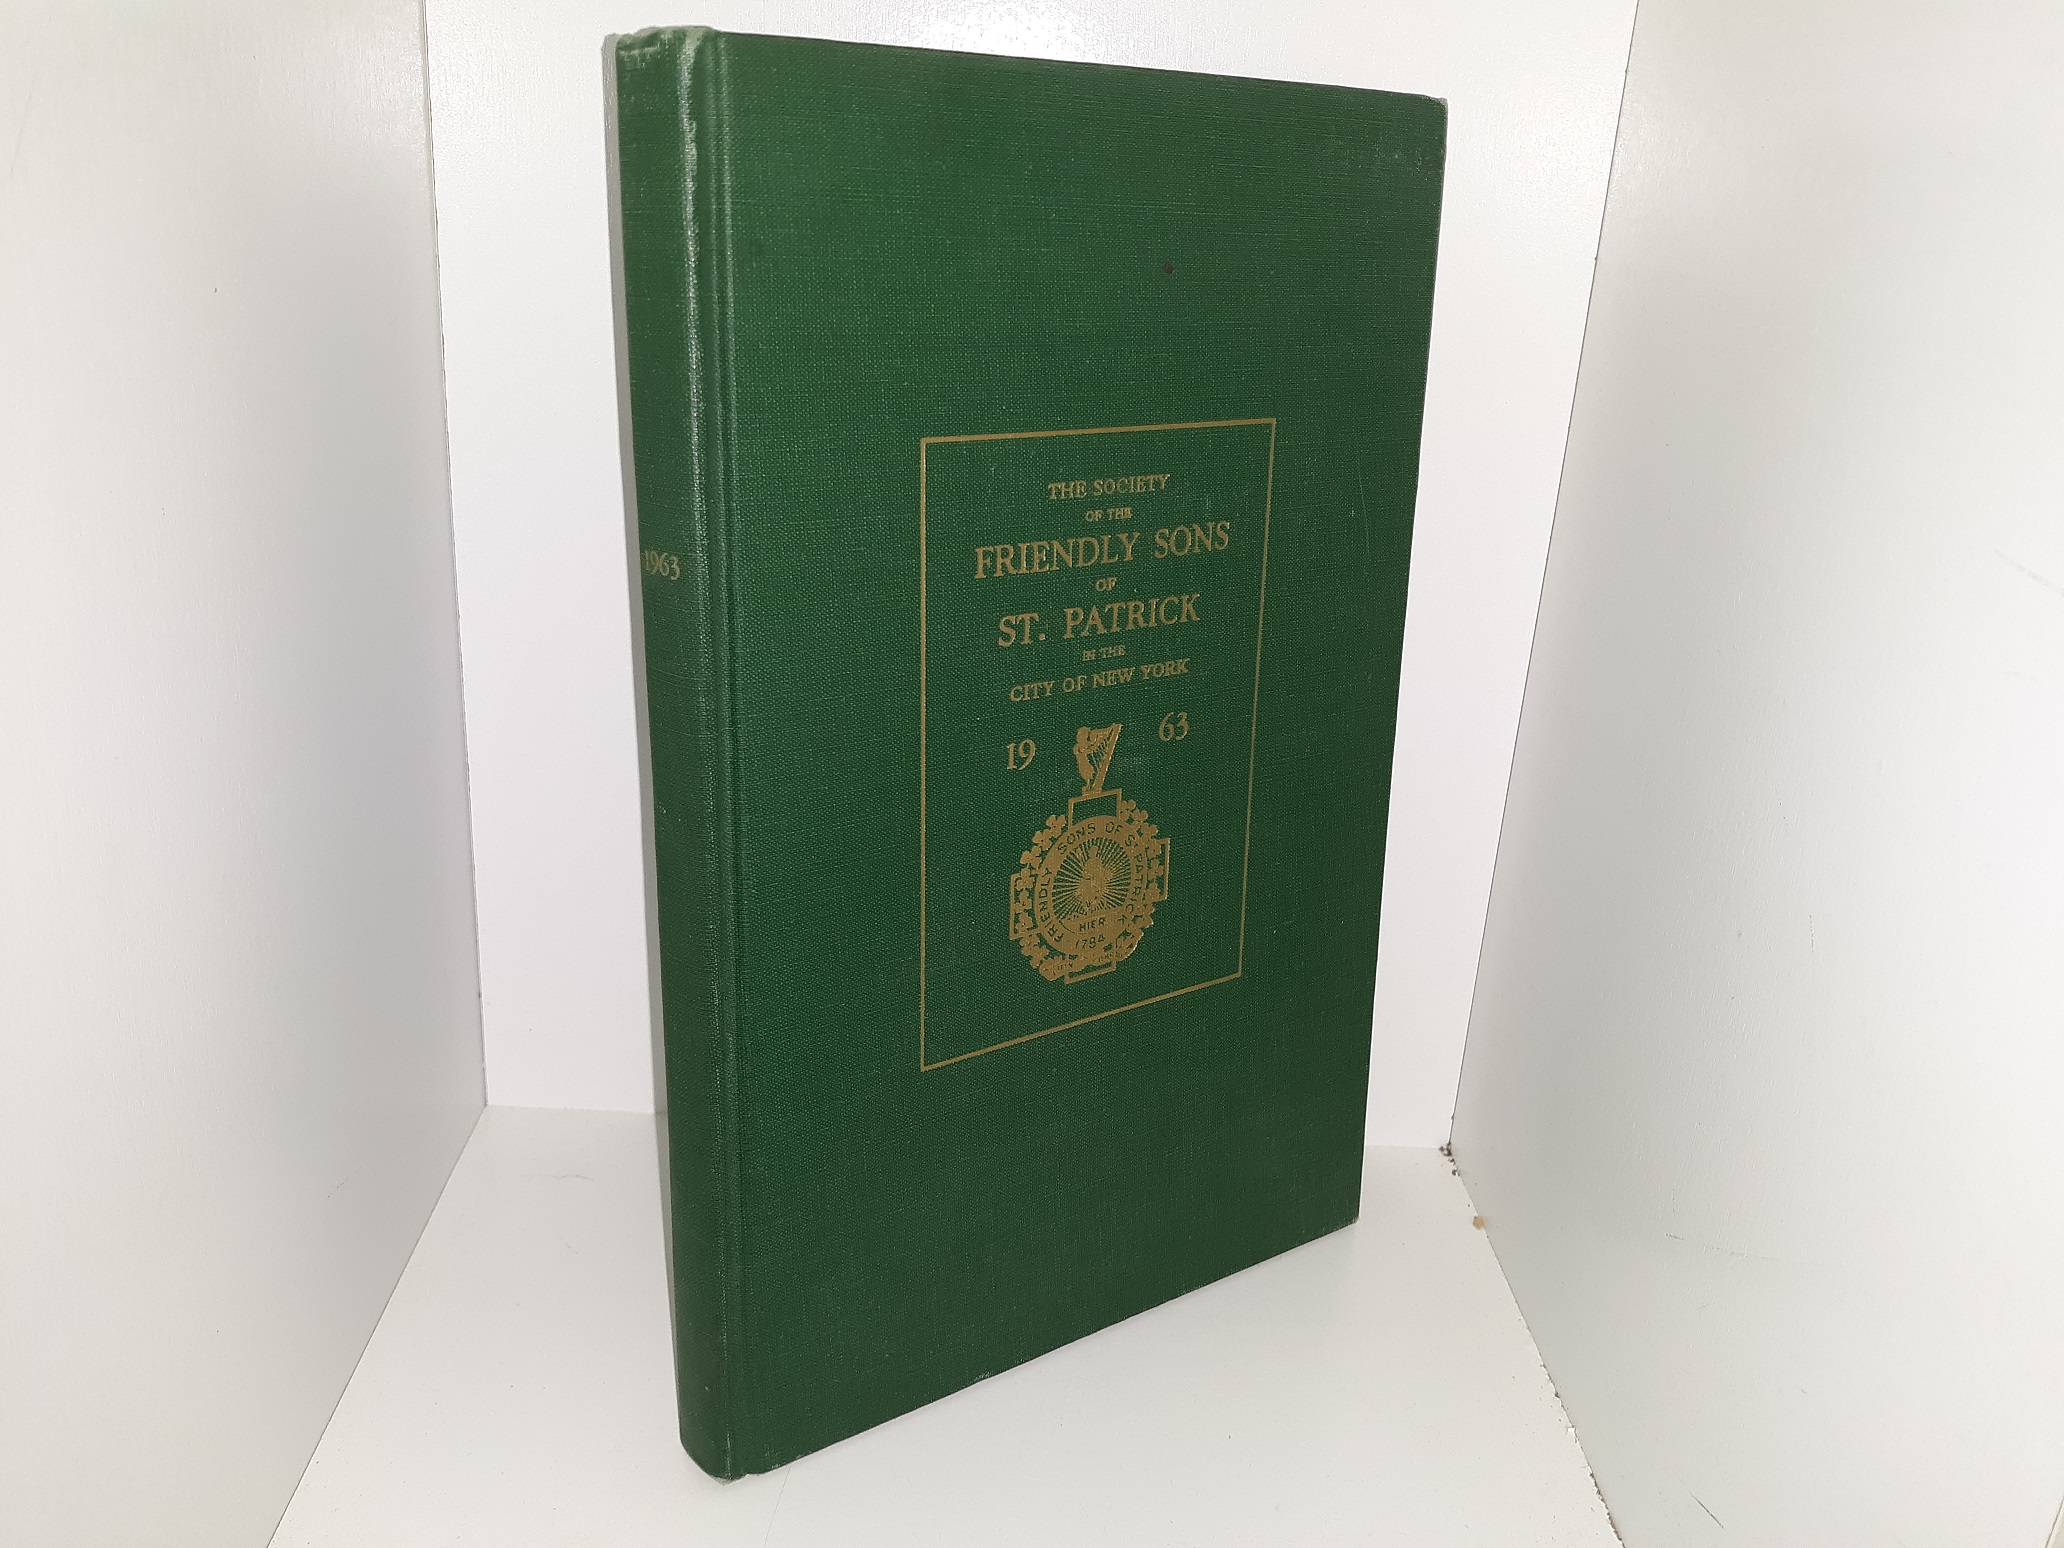 1963
THE SOCIETY
OF THE
FRIENDLY SONS
OF
ST. PATRICK
IN THE
CITY OF NEW YORK
19 63
FRIENDLY SONS OF ST. PATRICK
HIER
1784